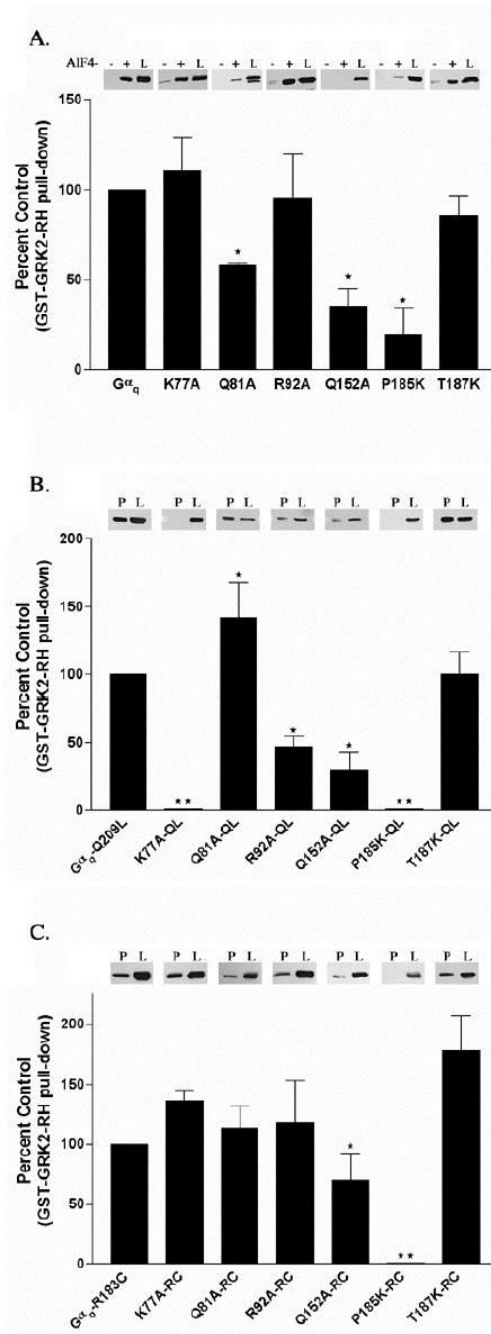 A.
AlF4- - + L - + L - + L - + L - + L - + L - + L
Percent Control
(GST-GRK2-RH pull-down)
150
100
50
0
*
*
*
Gαq K77A Q81A R92A Q152A P185K T187K
B.
P L P L P L P L P L P L P L
Percent Control
(GST-GRK2-RH pull-down)
200
150
100
50
0
**
*
*
*
**
Gαq-Q209L K77A-QL Q81A-QL R92A-QL Q152A-QL P185K-QL T187K-QL
C.
P L P L P L P L P L P L P L
Percent Control
(GST-GRK2-RH pull-down)
200
150
100
50
0
*
**
Gαq-R183C K77A-RC Q81A-RC R92A-RC Q152A-RC P185K-RC T187K-RC